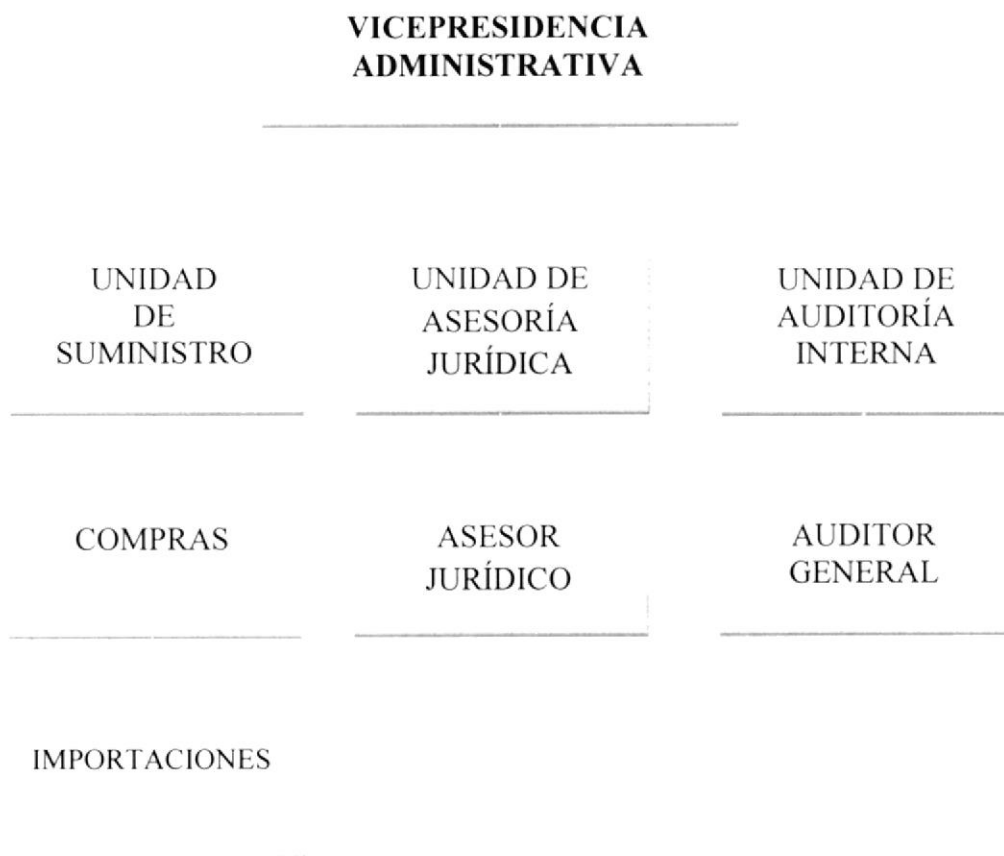 VICEPRESIDENCIA
ADMINISTRATIVA
UNIDAD
DE
SUMINISTRO
UNIDAD DE
ASESORÍA
JURÍDICA
UNIDAD DE
AUDITORÍA
INTERNA
COMPRAS
ASESOR
JURÍDICO
AUDITOR
GENERAL
IMPORTACIONES